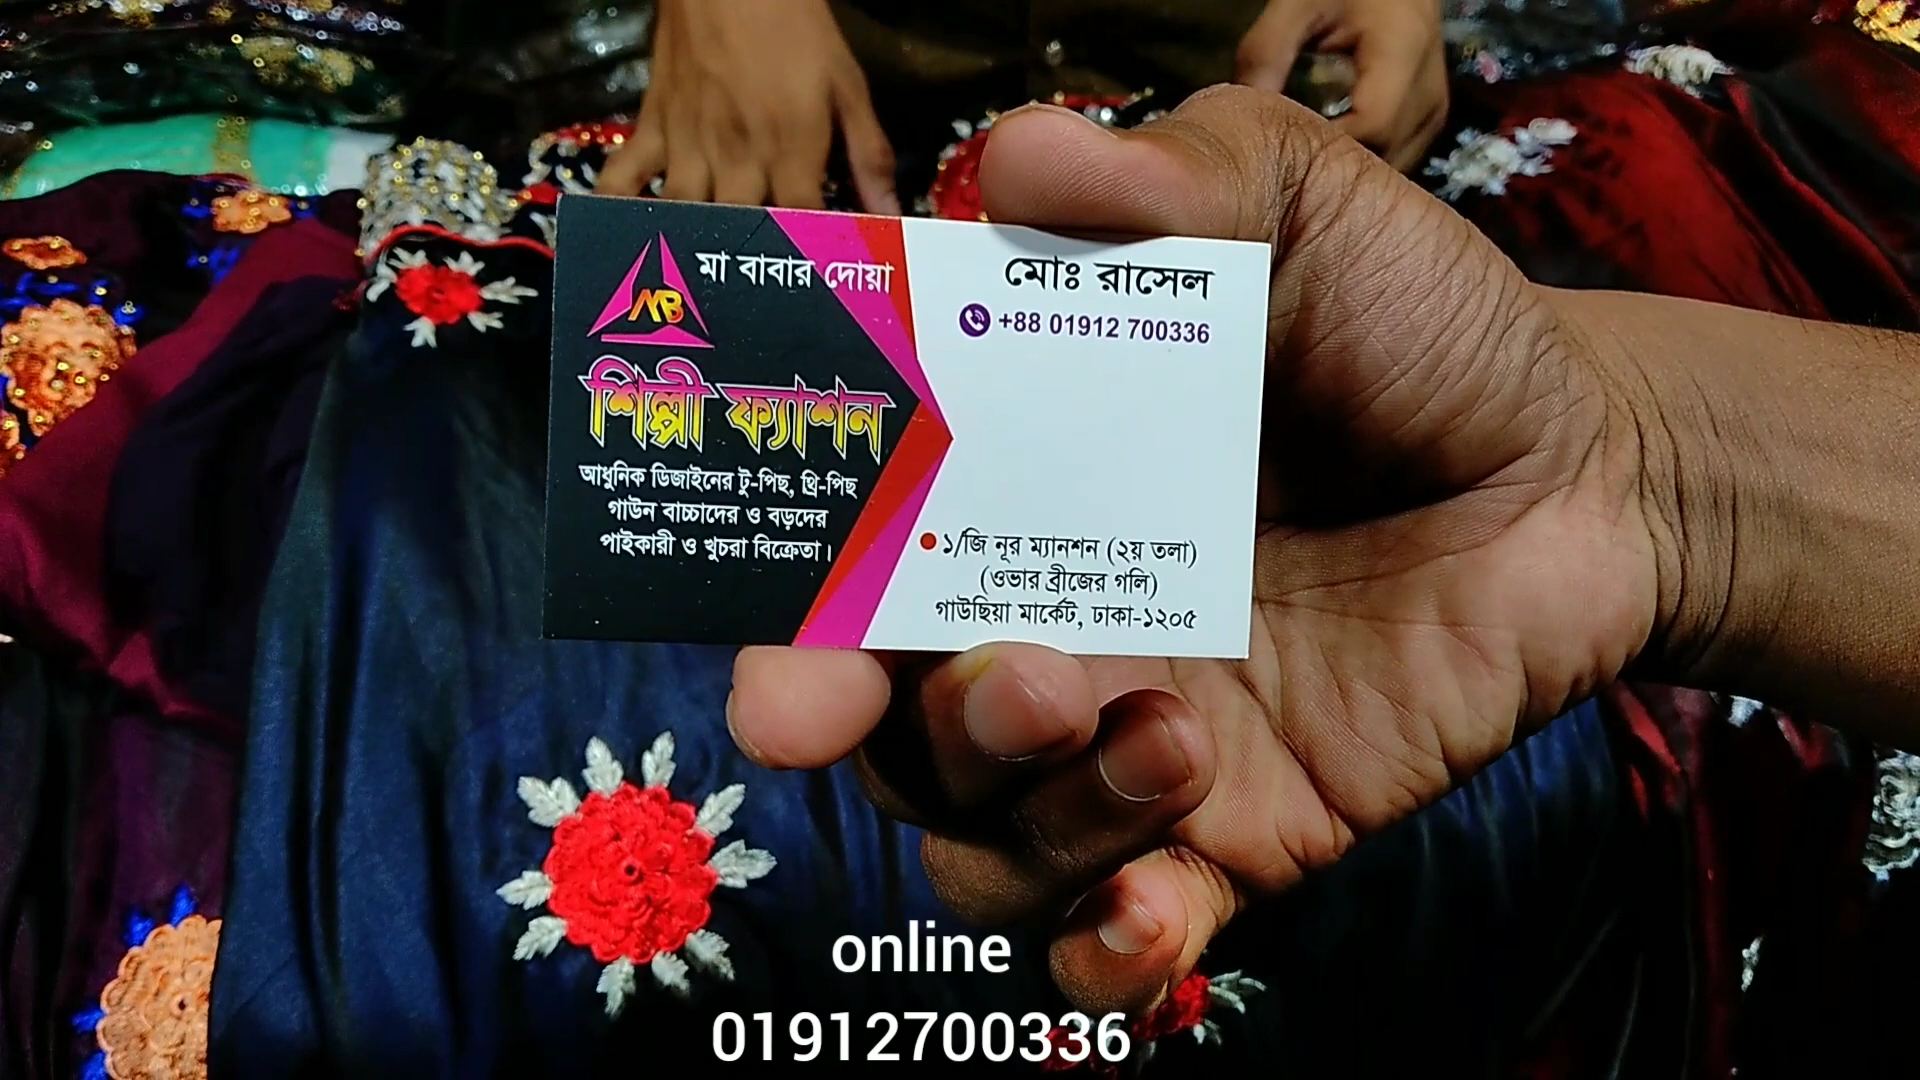 মা বাবার দোয়া
NB
শিল্পী ফ্যাশন
আধুনিক ডিজাইনের টু-পিছ, থ্রি-পিছ
গাউন বাচ্চাদের ও বড়দের
পাইকারী ও খুচরা বিক্রেতা।
মোঃ রাসেল
+88 01912 700336
১/জি নূর ম্যানশন (২য় তলা)
(ওভার ব্রীজের গলি)
গাউছিয়া মার্কেট, ঢাকা-১২০৫
online
01912700336